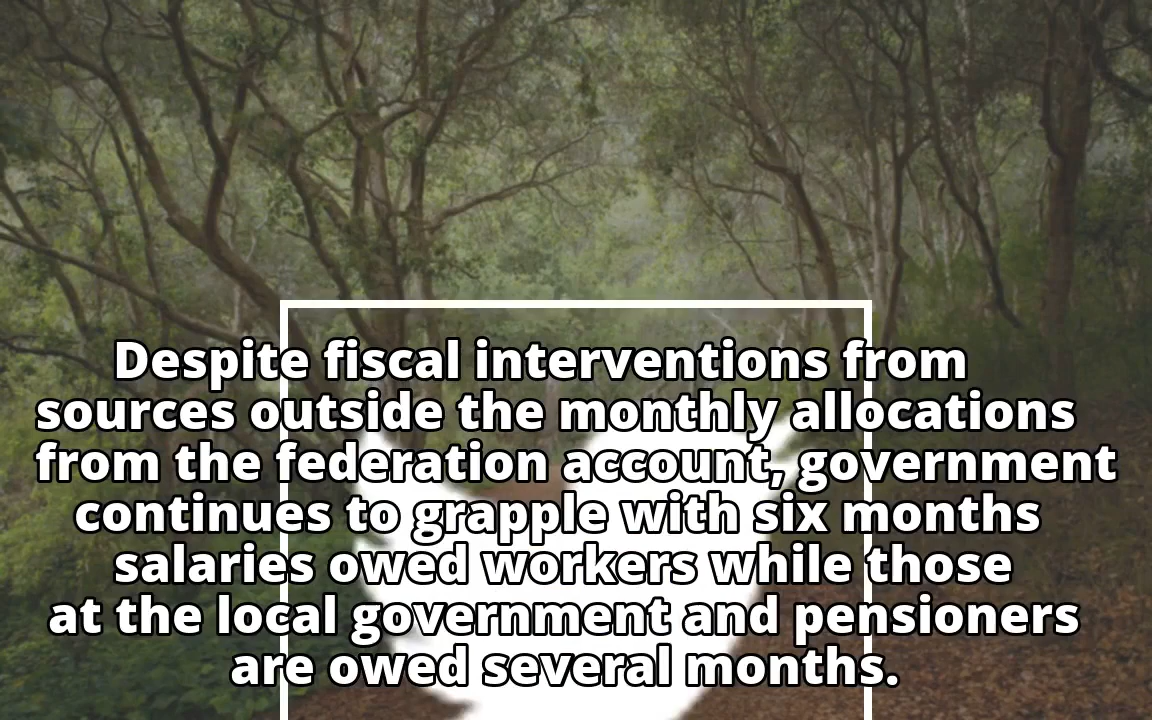 Despite fiscal interventions from
sources outside the monthly allocations
from the federation account, government
continues to grapple with six months
salaries owed workers while those
at the local government and pensioners
are owed several months.